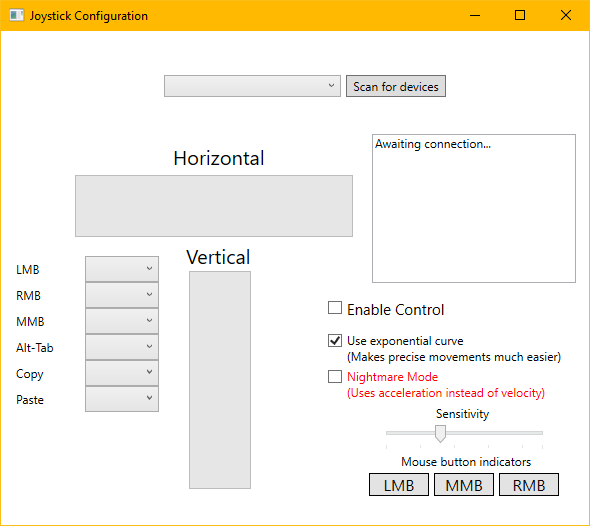 Joystick Configuration
Scan for devices
Horizontal
Awaiting connection...
Vertical
LMB
RMB
MMB
Alt-Tab
Copy
Paste
Enable Control
Use exponential curve
(Makes precise movements much easier)
Nightmare Mode
(Uses acceleration instead of velocity)
Sensitivity
Mouse button indicators
LMB MMB RMB